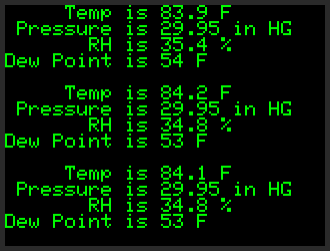 Temp is 83.9 F
Pressure is 29.95 in HG
RH is 35.4 %
Dew Point is 54 F
Temp is 84.2 F
Pressure is 29.95 in HG
RH is 34.8 %
Dew Point is 53 F
Temp is 84.1 F
Pressure is 29.95 in HG
RH is 34.8 %
Dew Point is 53 F